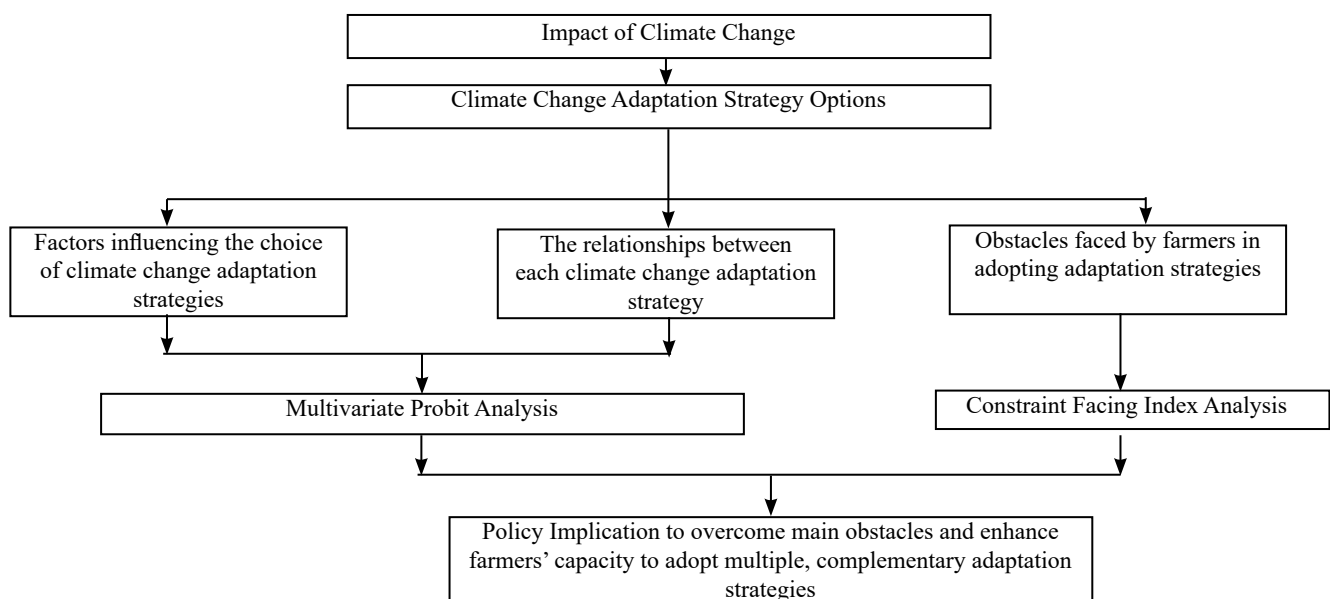 Impact of Climate Change
Climate Change Adaptation Strategy Options
Factors influencing the choice
of climate change adaptation
strategies
The relationships between
each climate change adaptation
strategy
Obstacles faced by farmers in
adopting adaptation strategies
Multivariate Probit Analysis
Constraint Facing Index Analysis
Policy Implication to overcome main obstacles and enhance
farmers’ capacity to adopt multiple, complementary adaptation
strategies